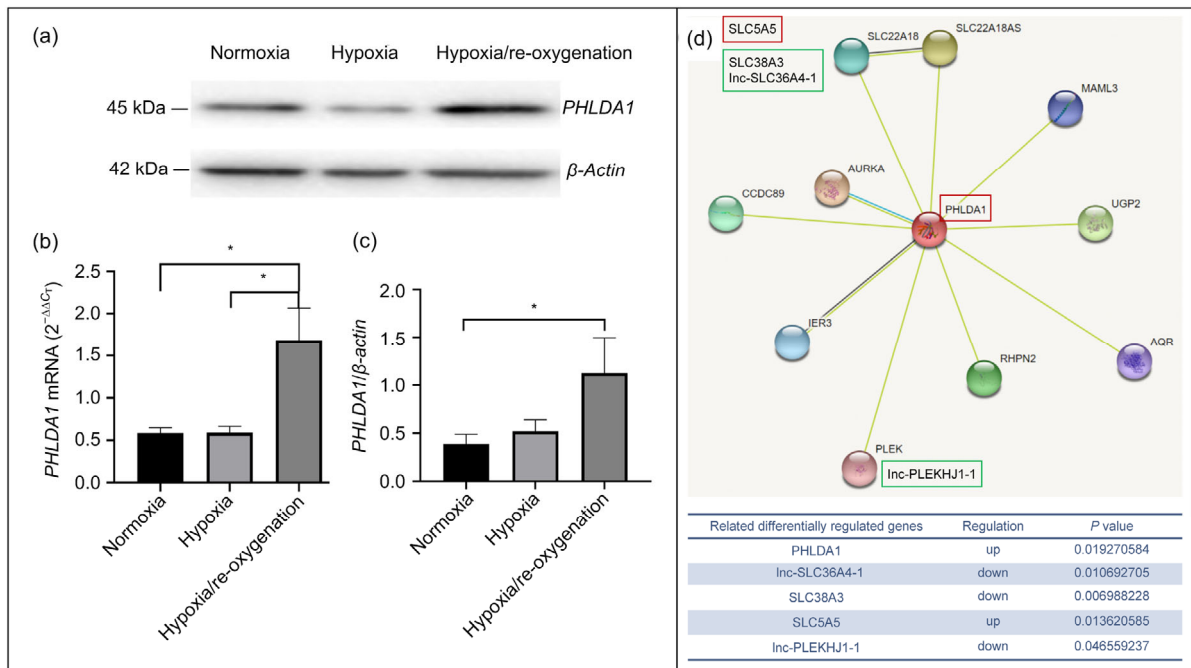 (a)
Normoxia Hypoxia Hypoxia/re-oxygenation
45 kDa PHLDA1
42 kDa β-Actin
(b)
PHLDA1 mRNA (2^−ΔΔCT)
2.5
2.0
1.5
1.0
0.5
0.0
*
*
Normoxia
Hypoxia
Hypoxia/re-oxygenation
(c)
PHLDA1/β-actin
2.0
1.5
1.0
0.5
0.0
*
Normoxia
Hypoxia
Hypoxia/re-oxygenation
(d)
SLC5A5
SLC38A3
lnc-SLC36A4-1
SLC22A18
SLC22A18AS
MAML3
AURKA
CCDC89
PHLDA1
UGP2
IER3
RHPN2
AQR
PLEK
lnc-PLEKHJ1-1
Related differentially regulated genes Regulation P value
PHLDA1 up 0.019270584
lnc-SLC36A4-1 down 0.010692705
SLC38A3 down 0.006988228
SLC5A5 up 0.013620585
lnc-PLEKHJ1-1 down 0.046559237